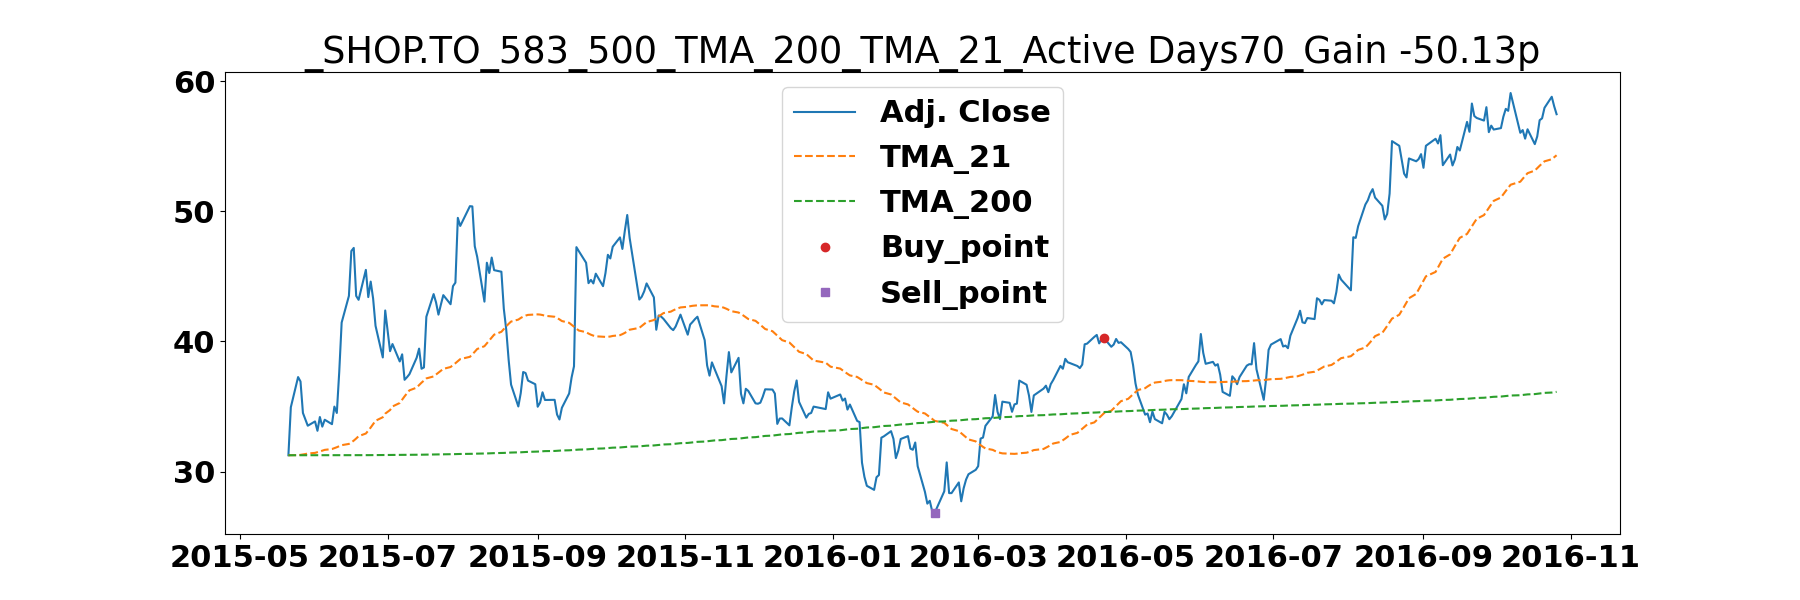 _SHOP.TO_583_500_TMA_200_TMA_21_Active Days70_Gain -50.13p
60
50
40
30
Adj. Close
TMA_21
TMA_200
Buy_point
Sell_point
2015-05 2015-07 2015-09 2015-11 2016-01 2016-03 2016-05 2016-07 2016-09 2016-11